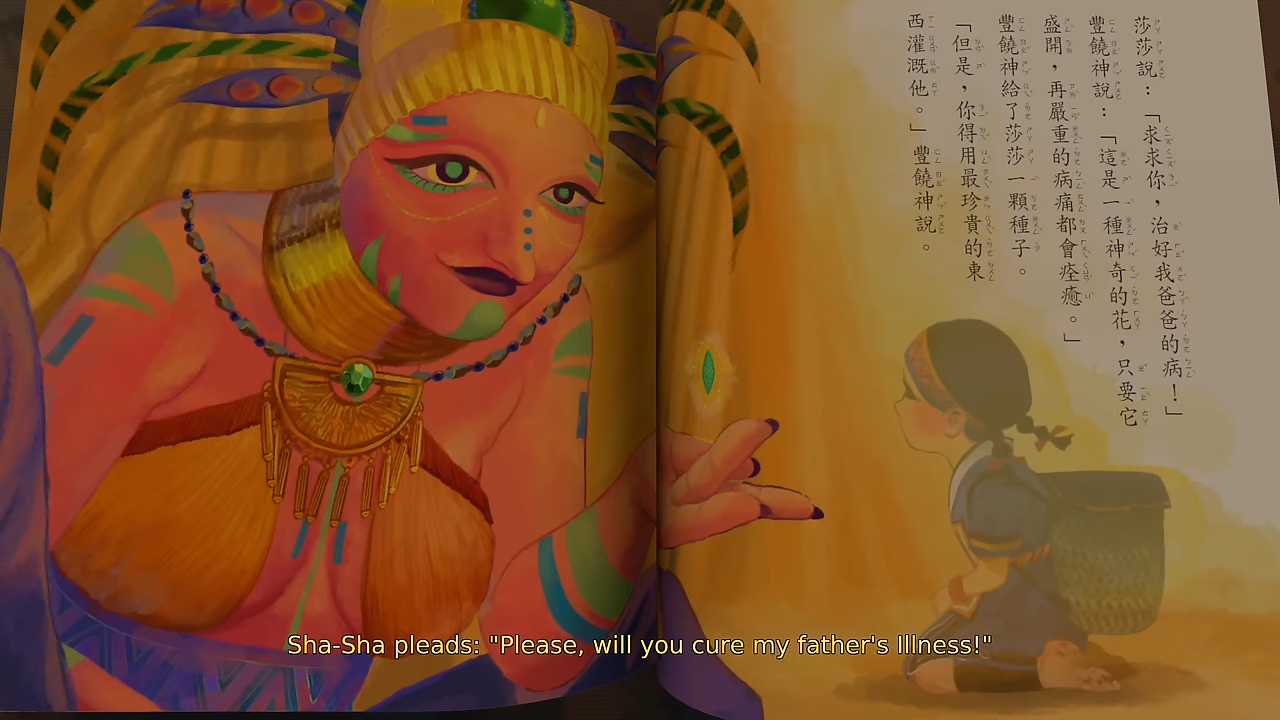 莎莎說：「求求你，治好我爸爸的病！」
豐饒神說：「這是一種神奇的花，只要它
盛開，再嚴重的病痛都會痊癒。」
豐饒神給了莎莎一顆種子。
「但是，你得用最珍貴的東
西灌溉他。」豐饒神說。
Sha-Sha pleads: "Please, will you cure my father's Illness!"